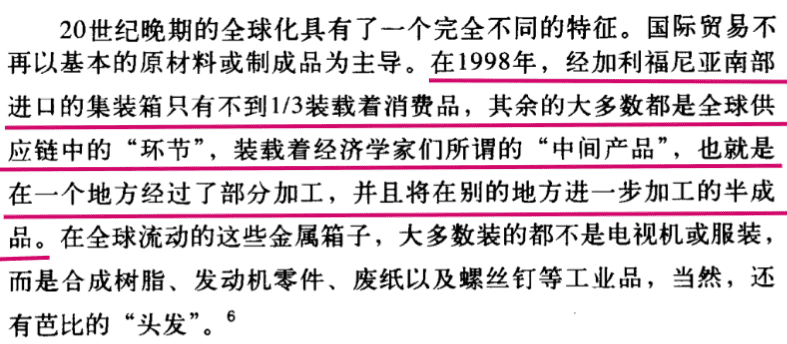 20世纪晚期的全球化具有了一个完全不同的特征。国际贸易不
再以基本的原材料或制成品为主导。在1998年，经加利福尼亚南部
进口的集装箱只有不到1/3装载着消费品，其余的大多数都是全球供
应链中的“环节”，装载着经济学家们所谓的“中间产品”，也就是
在一个地方经过了部分加工，并且将在别的地方进一步加工的半成
品。在全球流动的这些金属箱子，大多数装的都不是电视机或服装，
而是合成树脂、发动机零件、废纸以及螺丝钉等工业品，当然，还
有芭比的“头发”。6